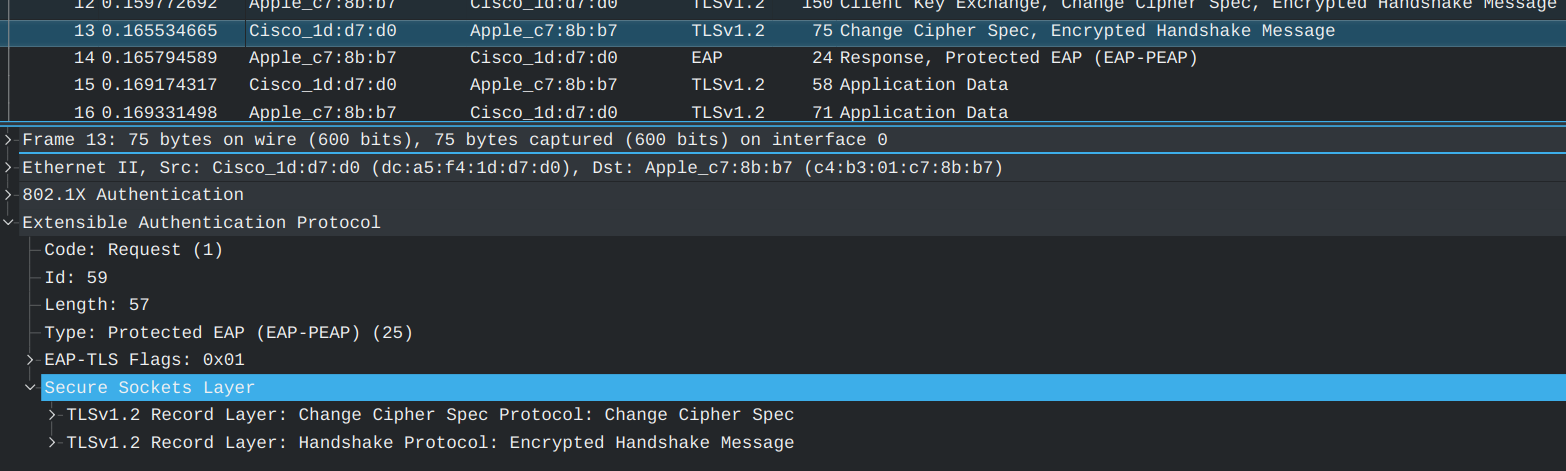 12 0.159772692 Apple_c7:8b:b7 Cisco_1d:d7:d0 TLSv1.2 150 Client Key Exchange, Change Cipher Spec, Encrypted Handshake Message
13 0.165534665 Cisco_1d:d7:d0 Apple_c7:8b:b7 TLSv1.2 75 Change Cipher Spec, Encrypted Handshake Message
14 0.165794589 Apple_c7:8b:b7 Cisco_1d:d7:d0 EAP 24 Response, Protected EAP (EAP-PEAP)
15 0.169174317 Cisco_1d:d7:d0 Apple_c7:8b:b7 TLSv1.2 58 Application Data
16 0.169331498 Apple_c7:8b:b7 Cisco_1d:d7:d0 TLSv1.2 71 Application Data
Frame 13: 75 bytes on wire (600 bits), 75 bytes captured (600 bits) on interface 0
Ethernet II, Src: Cisco_1d:d7:d0 (dc:a5:f4:1d:d7:d0), Dst: Apple_c7:8b:b7 (c4:b3:01:c7:8b:b7)
802.1X Authentication
Extensible Authentication Protocol
Code: Request (1)
Id: 59
Length: 57
Type: Protected EAP (EAP-PEAP) (25)
EAP-TLS Flags: 0x01
Secure Sockets Layer
TLSv1.2 Record Layer: Change Cipher Spec Protocol: Change Cipher Spec
TLSv1.2 Record Layer: Handshake Protocol: Encrypted Handshake Message